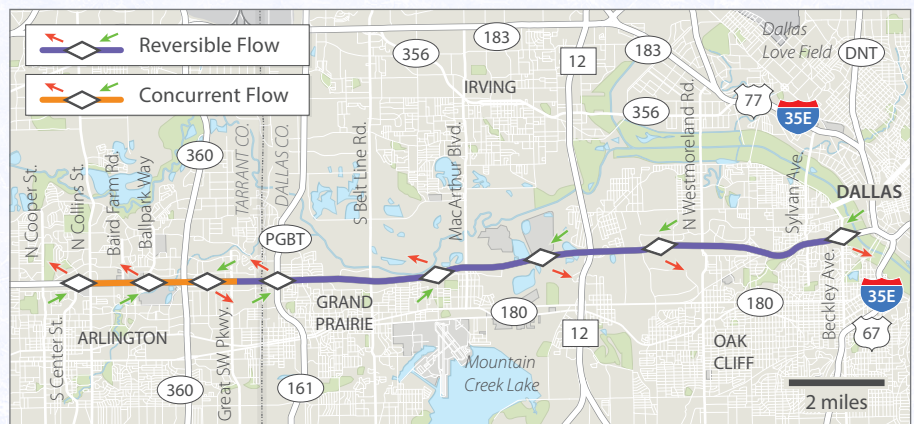 Reversible Flow
Concurrent Flow
183
356
12
IRVING
183
Dallas
Love Field
DNT
77
35E
356
360
TARRANT CO.
DALLAS CO.
N Cooper St.
N Collins St.
Baird Farm Rd.
Ballpark Way
S Belt Line Rd.
MacArthur Blvd.
N Westmoreland Rd.
Sylvan Ave.
DALLAS
PGBT
GRAND
PRAIRIE
180
12
180
35E
67
ARLINGTON
S Center St.
360
Great SW Pkwy.
161
Mountain
Creek Lake
OAK
CLIFF
Beckley Ave.
2 miles